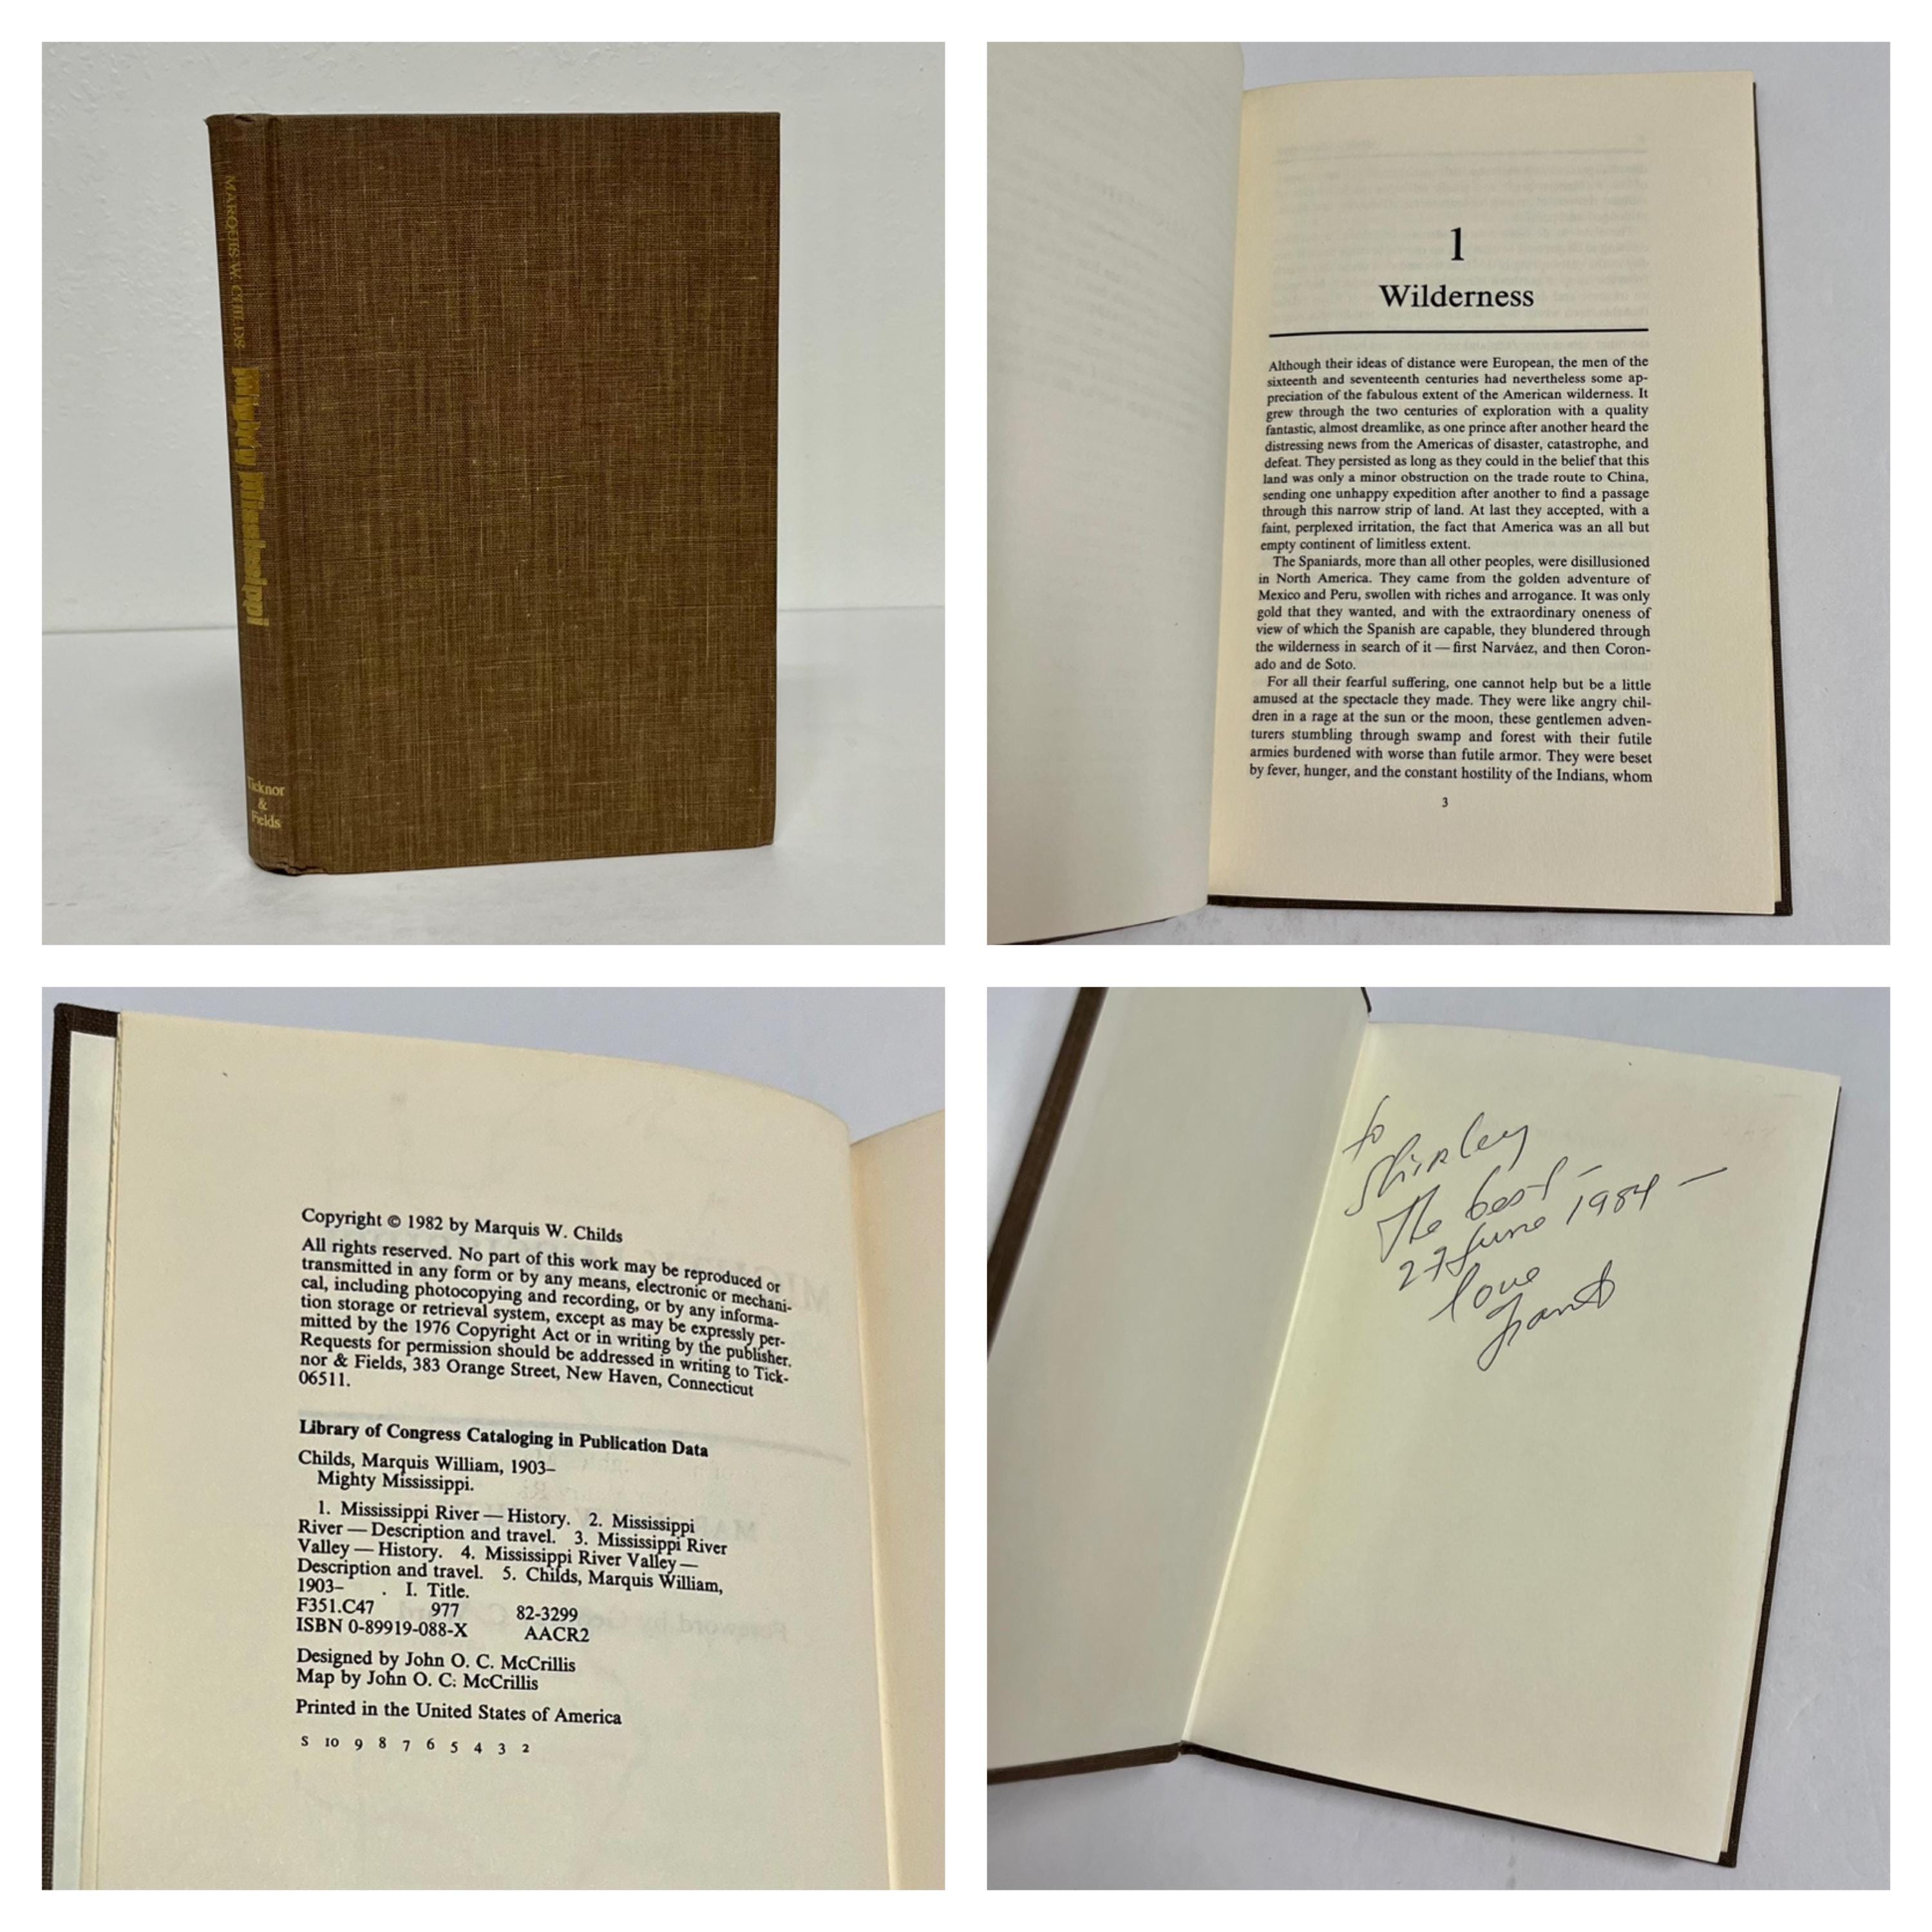 MARQUIS W. CHILDS
Mighty Mississippi
Ticknor
&
Fields
1
Wilderness
Although their ideas of distance were European, the men of the
sixteenth and seventeenth centuries had nevertheless some ap-
preciation of the fabulous extent of the American wilderness. It
grew through the two centuries of exploration with a quality
fantastic, almost dreamlike, as one prince after another heard the
distressing news from the Americas of disaster, catastrophe, and
defeat. They persisted as long as they could in the belief that this
land was only a minor obstruction on the trade route to China,
sending one unhappy expedition after another to find a passage
through this narrow strip of land. At last they accepted, with a
faint, perplexed irritation, the fact that America was an all but
empty continent of limitless extent.
The Spaniards, more than all other peoples, were disillusioned
in North America. They came from the golden adventure of
Mexico and Peru, swollen with riches and arrogance. It was only
gold that they wanted, and with the extraordinary oneness of
view of which the Spanish are capable, they blundered through
the wilderness in search of it — first Narváez, and then Coron-
ado and de Soto.
For all their fearful suffering, one cannot help but be a little
amused at the spectacle they made. They were like angry chil-
dren in a rage at the sun or the moon, these gentlemen adven-
turers stumbling through swamp and forest with their futile
armies burdened with worse than futile armor. They were beset
by fever, hunger, and the constant hostility of the Indians, whom
3
Copyright © 1982 by Marquis W. Childs
All rights reserved. No part of this work may be reproduced or
transmitted in any form or by any means, electronic or mechani-
cal, including photocopying and recording, or by any informa-
tion storage or retrieval system, except as may be expressly per-
mitted by the 1976 Copyright Act or in writing by the publisher.
Requests for permission should be addressed in writing to Tick-
nor & Fields, 383 Orange Street, New Haven, Connecticut
06511.
Library of Congress Cataloging in Publication Data
Childs, Marquis William, 1903–
Mighty Mississippi.
1. Mississippi River — History. 2. Mississippi
River — Description and travel. 3. Mississippi River
Valley — History. 4. Mississippi River Valley —
Description and travel. 5. Childs, Marquis William,
1903– . I. Title.
F351.C47 977 82-3299
ISBN 0-89919-088-X AACR2
Designed by John O. C. McCrillis
Map by John O. C. McCrillis
Printed in the United States of America
S 10 9 8 7 6 5 4 3 2
to
Shirley
The best —
27 June 1984 —
love